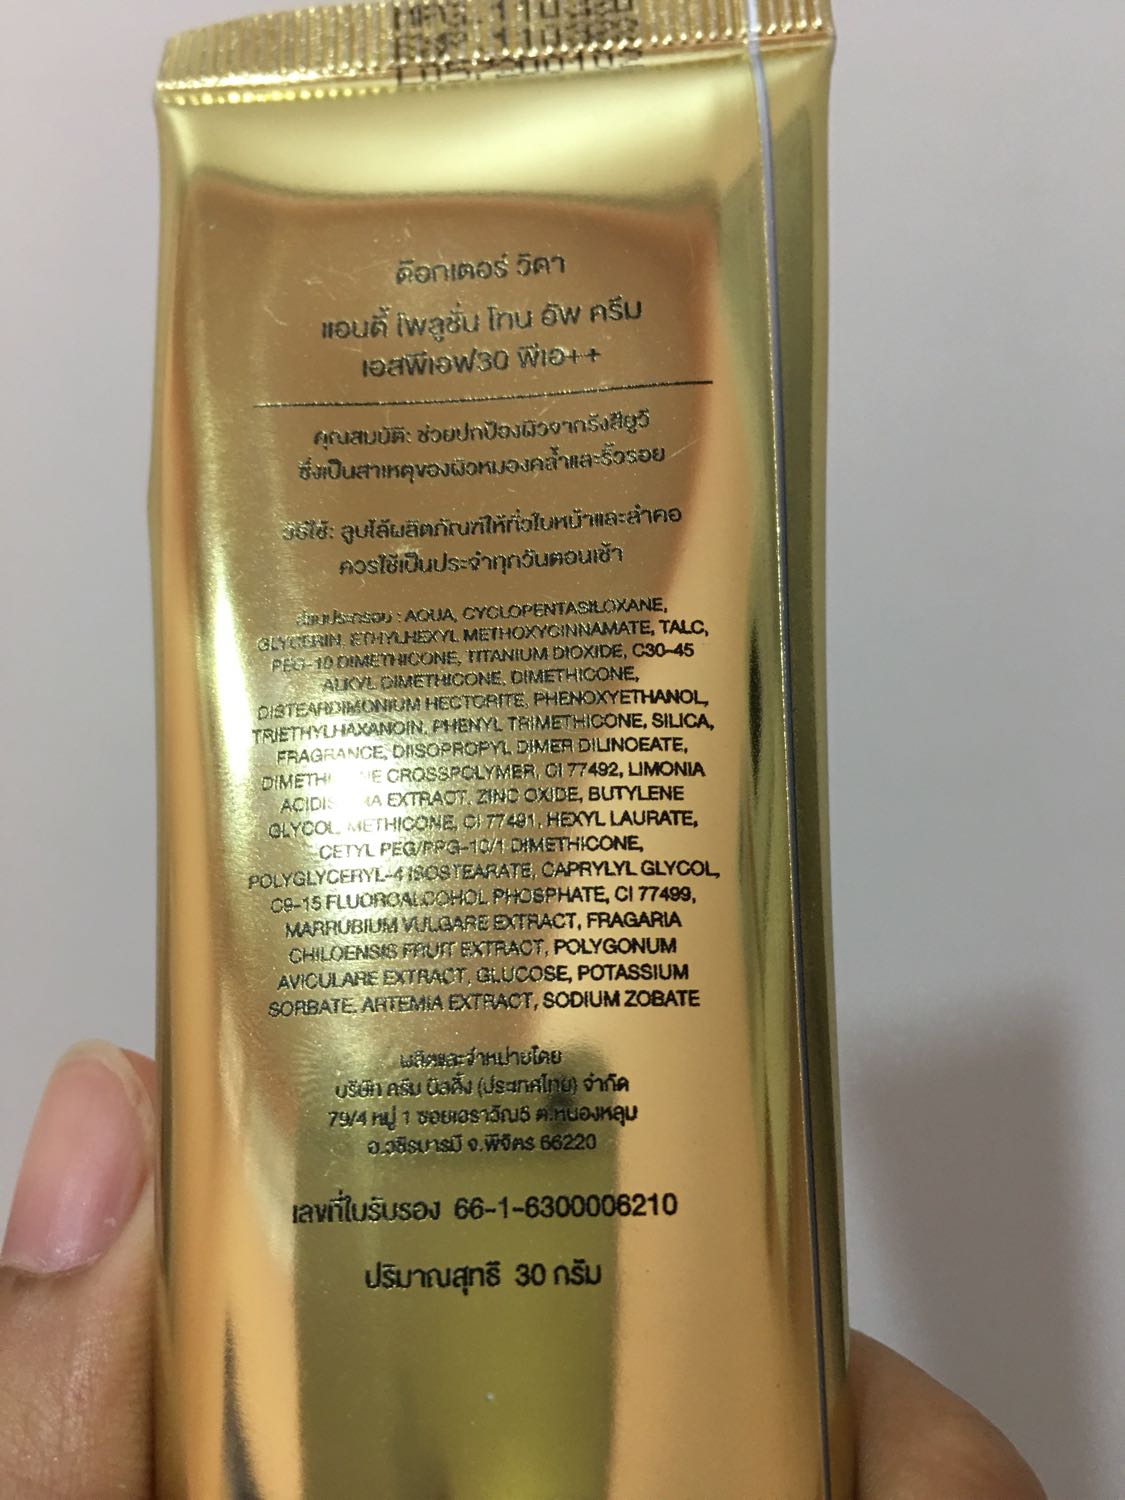 ด๊อกเตอร์ วิคา
แอนตี้ โพลูชั่น โทน อัพ ครีม
เอสพีเอฟ30 พีเอ++
คุณสมบัติ: ช่วยปกป้องผิวจากรังสียูวี
ซึ่งเป็นสาเหตุของผิวหมองคล้ำและริ้วรอย
วิธีใช้: ลูบไล้ผลิตภัณฑ์ให้ทั่วใบหน้าและลำคอ
ควรใช้เป็นประจำทุกวันตอนเช้า
ส่วนประกอบ : AQUA, CYCLOPENTASILOXANE,
GLYCERIN, ETHYLHEXYL METHOXYCINNAMATE, TALC,
PEG-10 DIMETHICONE, TITANIUM DIOXIDE, C30-45
ALKYL DIMETHICONE, DIMETHICONE,
DISTEARDIMONIUM HECTORITE, PHENOXYETHANOL,
TRIETHYLHAXANOIN, PHENYL TRIMETHICONE, SILICA,
FRAGRANCE, DIISOPROPYL DIMER DILINOEATE,
CROSSPOLYMER, CI 77492, LIMONIA
EXTRACT, ZINC OXIDE, BUTYLENE
GLYCOL, METHICONE, CI 77491, HEXYL LAURATE,
CETYL PEG/PPG-10/1 DIMETHICONE,
POLYGLYCERYL-4 ISOSTEARATE, CAPRYLYL GLYCOL,
C9-15 FLUOROALCOHOL PHOSPHATE, CI 77499,
MARRUBIUM VULGARE EXTRACT, FRAGARIA
CHILOENSIS FRUIT EXTRACT, POLYGONUM
AVICULARE EXTRACT, GLUCOSE, POTASSIUM
SORBATE, ARTEMIA EXTRACT, SODIUM ZOBATE
ผลิตและจำหน่ายโดย
บริษัท ครีม บิลดิ้ง (ประเทศไทย) จำกัด
79/4 หมู่ 1 ซอยเอราวัณ5 ต.หนองหลุม
อ.วชิรบารมี จ.พิจิตร 66220
เลขที่ใบรับรอง 66-1-6300006210
ปริมาณสุทธิ 30 กรัม